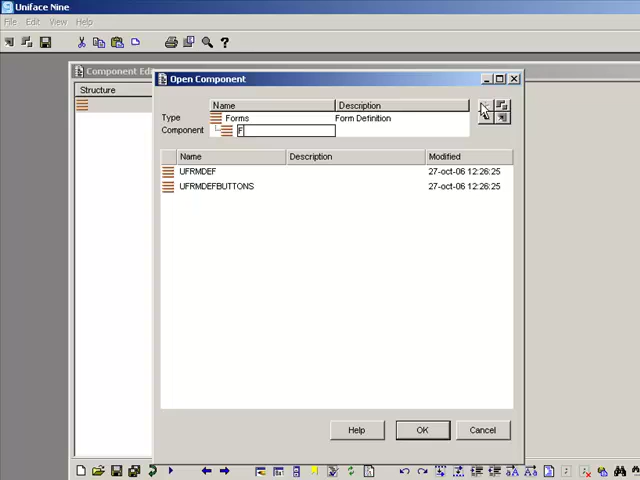 Uniface Nine
File Edit View Help
Component Edi
Structure
Open Component
Name Description
Type Forms Form Definition
Component F
Name Description Modified
UFRMDEF 27-oct-06 12:26:25
UFRMDEFBUTTONS 27-oct-06 12:26:25
Help OK Cancel